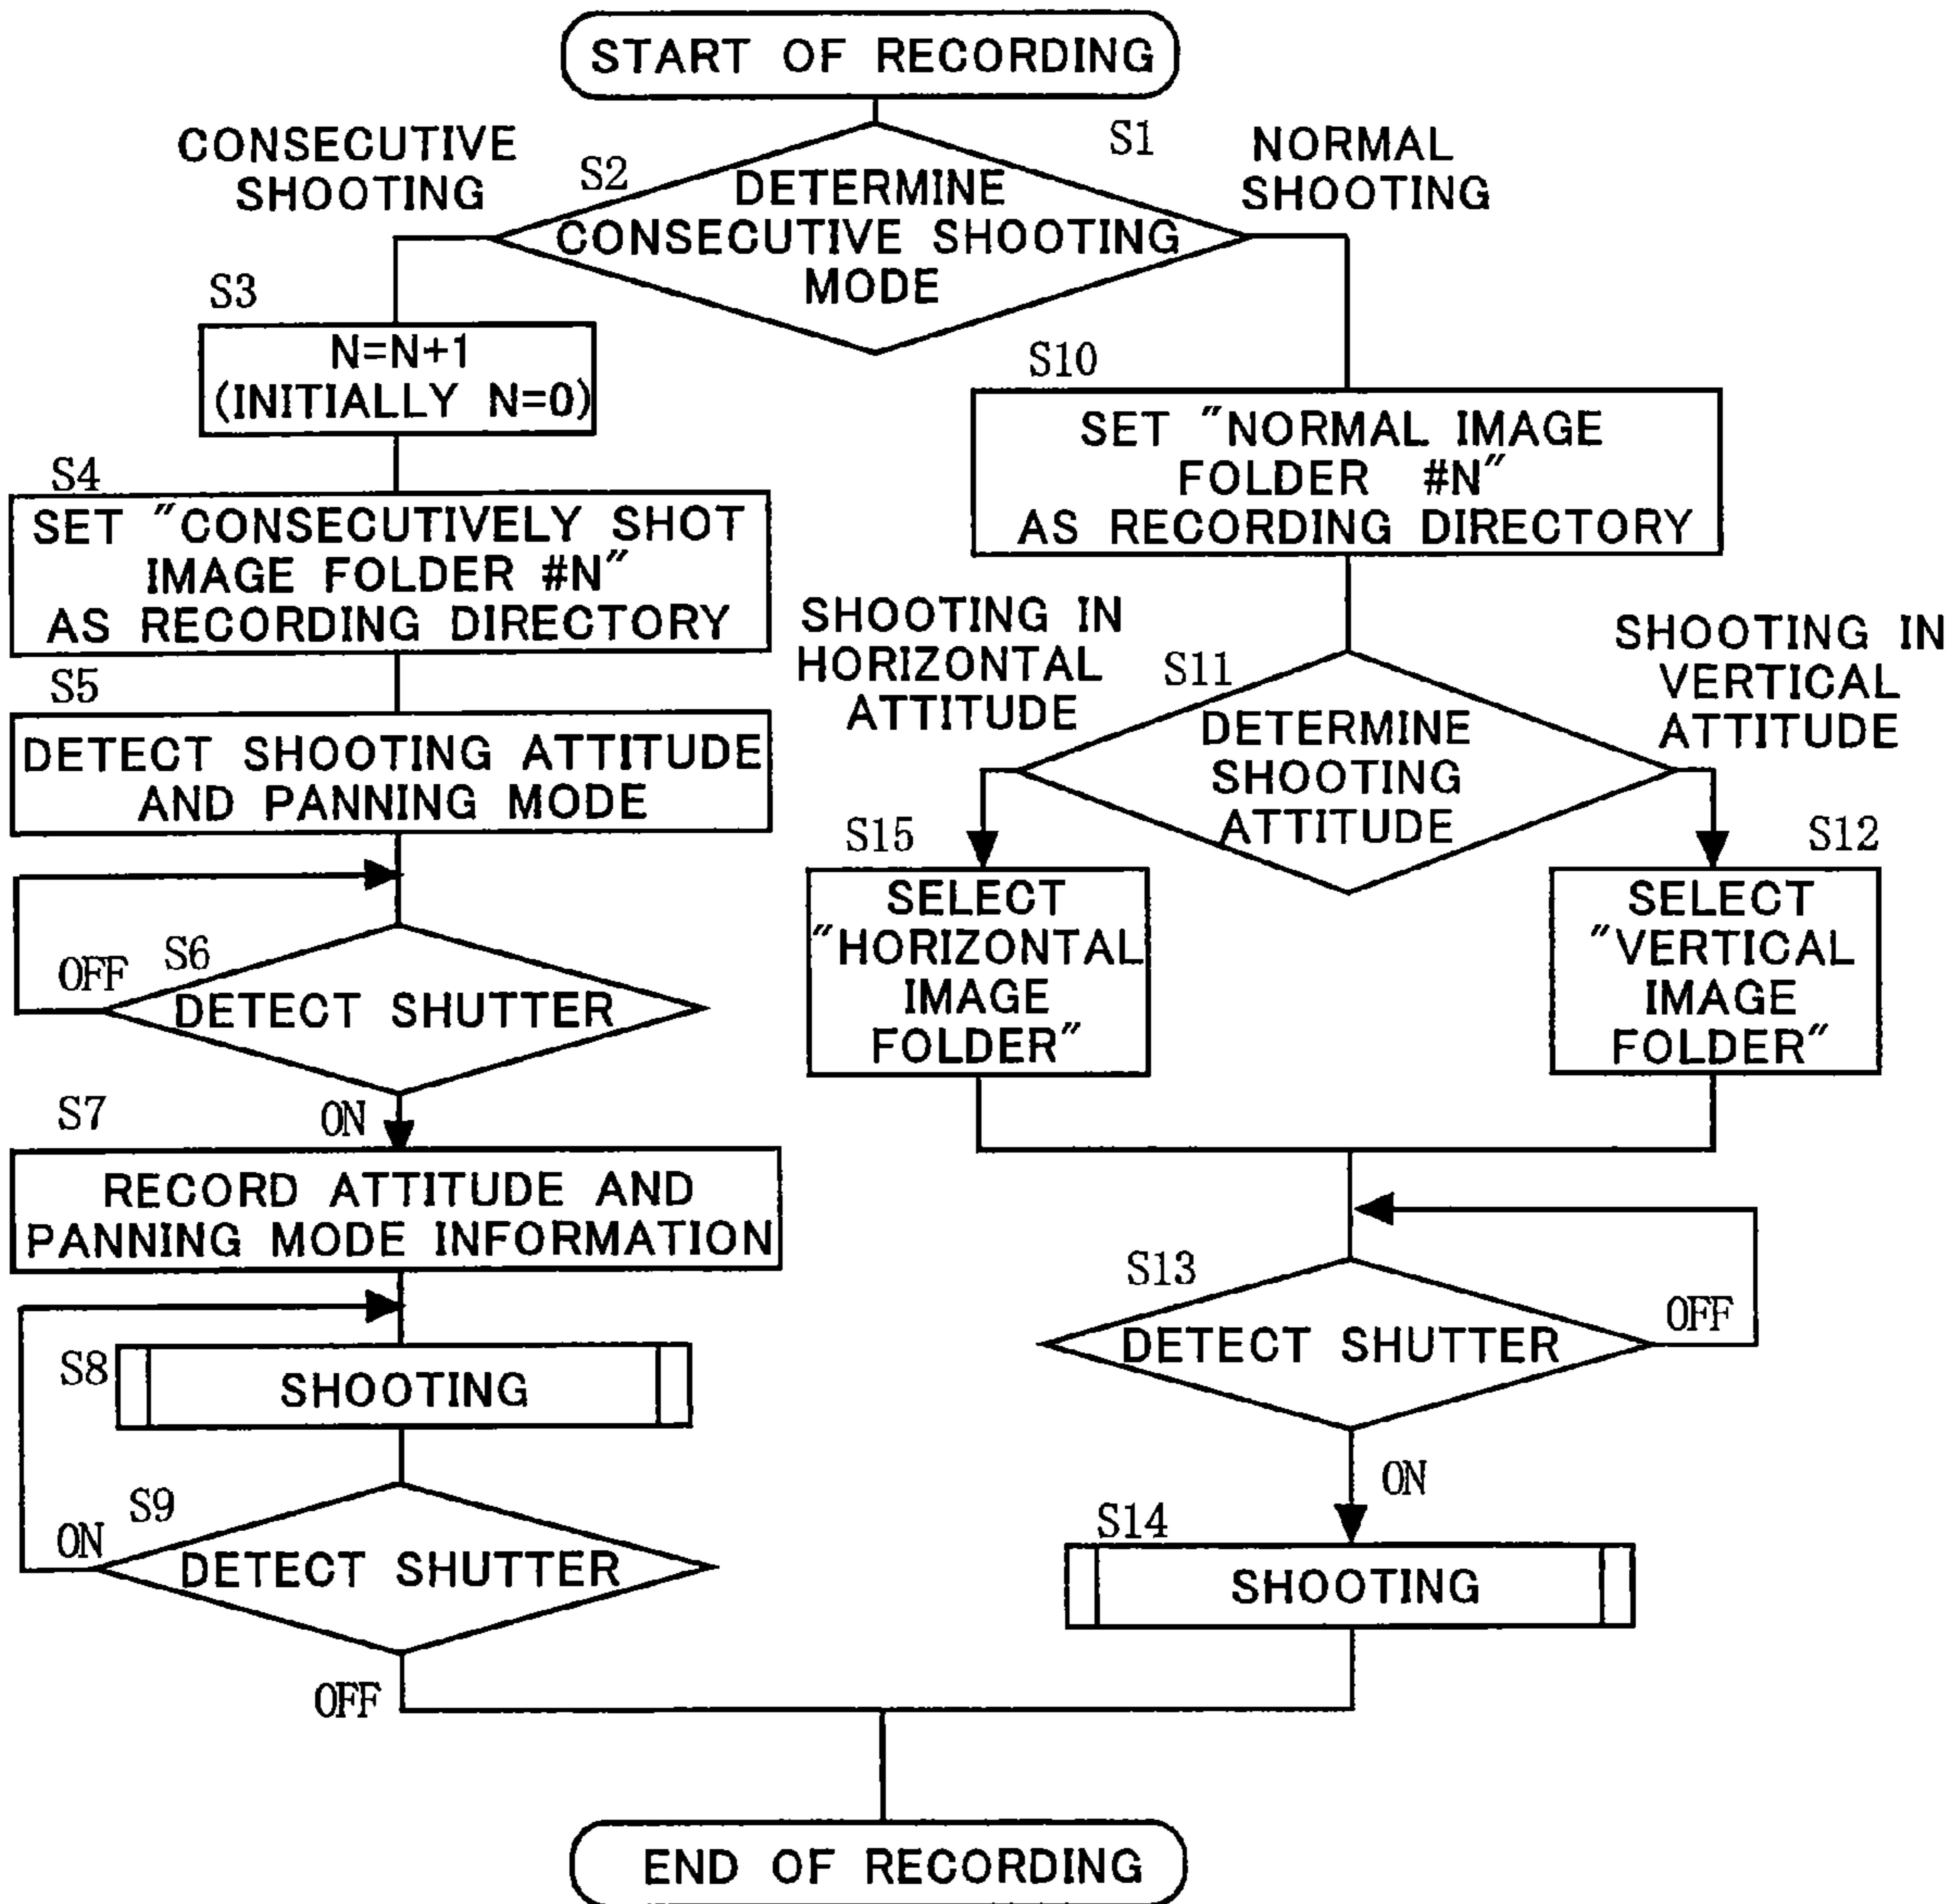 START OF RECORDING
S1
CONSECUTIVE
SHOOTING
S2
NORMAL
SHOOTING
DETERMINE
CONSECUTIVE SHOOTING
MODE
S3
N=N+1
(INITIALLY N=0)
S4
SET "CONSECUTIVELY SHOT
IMAGE FOLDER #N"
AS RECORDING DIRECTORY
S5
DETECT SHOOTING ATTITUDE
AND PANNING MODE
S6
OFF
DETECT SHUTTER
ON
S7
RECORD ATTITUDE AND
PANNING MODE INFORMATION
S8
SHOOTING
S9
ON
DETECT SHUTTER
OFF
S10
SET "NORMAL IMAGE
FOLDER #N"
AS RECORDING DIRECTORY
SHOOTING IN
HORIZONTAL
ATTITUDE
S11
SHOOTING IN
VERTICAL
ATTITUDE
DETERMINE
SHOOTING
ATTITUDE
S15
SELECT
"HORIZONTAL
IMAGE
FOLDER"
S12
SELECT
"VERTICAL
IMAGE
FOLDER"
S13
OFF
DETECT SHUTTER
ON
S14
SHOOTING
END OF RECORDING